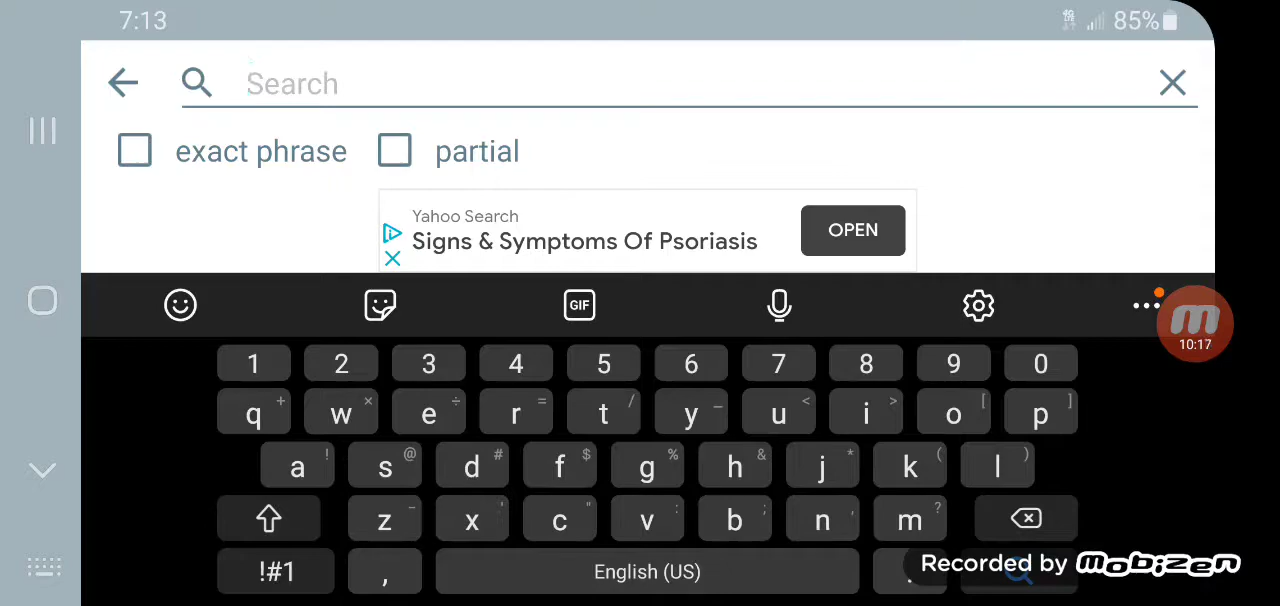 7:13
4G 85%
Search
exact phrase partial
Yahoo Search
Signs & Symptoms Of Psoriasis
OPEN
GIF
10:17
1 2 3 4 5 6 7 8 9 0
q + w × e ÷ r = t / y _ u < i > o [ p ]
a ! s @ d # f $ g % h & j * k ( l )
z - x ' c " v : b ; n , m ?
!#1 , English (US) .
Recorded by Mobizen